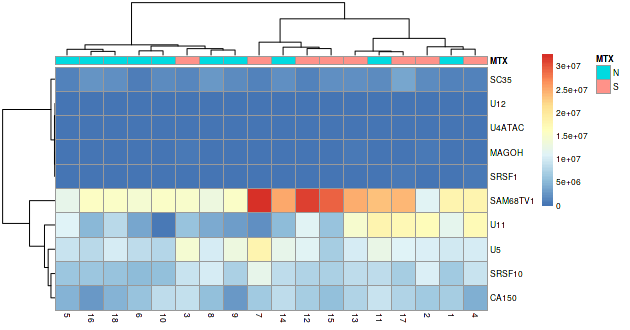 MTX
SC35
U12
U4ATAC
MAGOH
SRSF1
SAM68TV1
U11
U5
SRSF10
CA150
5 16 18 6 10 3 8 9 7 14 12 15 13 11 17 2 1 4
3e+07
2.5e+07
2e+07
1.5e+07
1e+07
5e+06
0
MTX
N
S